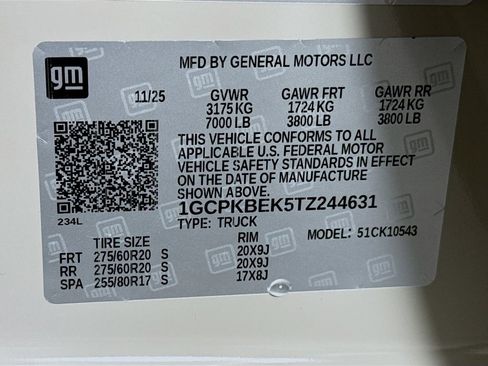 gm
MFD BY GENERAL MOTORS LLC
11/25 GVWR GAWR FRT GAWR RR
3175 KG 1724 KG 1724 KG
7000 LB 3800 LB 3800 LB
THIS VEHICLE CONFORMS TO ALL
APPLICABLE U.S. FEDERAL MOTOR
VEHICLE SAFETY STANDARDS IN EFFECT
ON THE DATE OF MANUFACTURE
SHOWN ABOVE.
1GCPKBEK5TZ244631
234L
TYPE: TRUCK
MODEL: 51CK10543
TIRE SIZE RIM
FRT 275/60R20 S 20X9J
RR 275/60R20 S 20X9J
SPA 255/80R17 S 17X8J